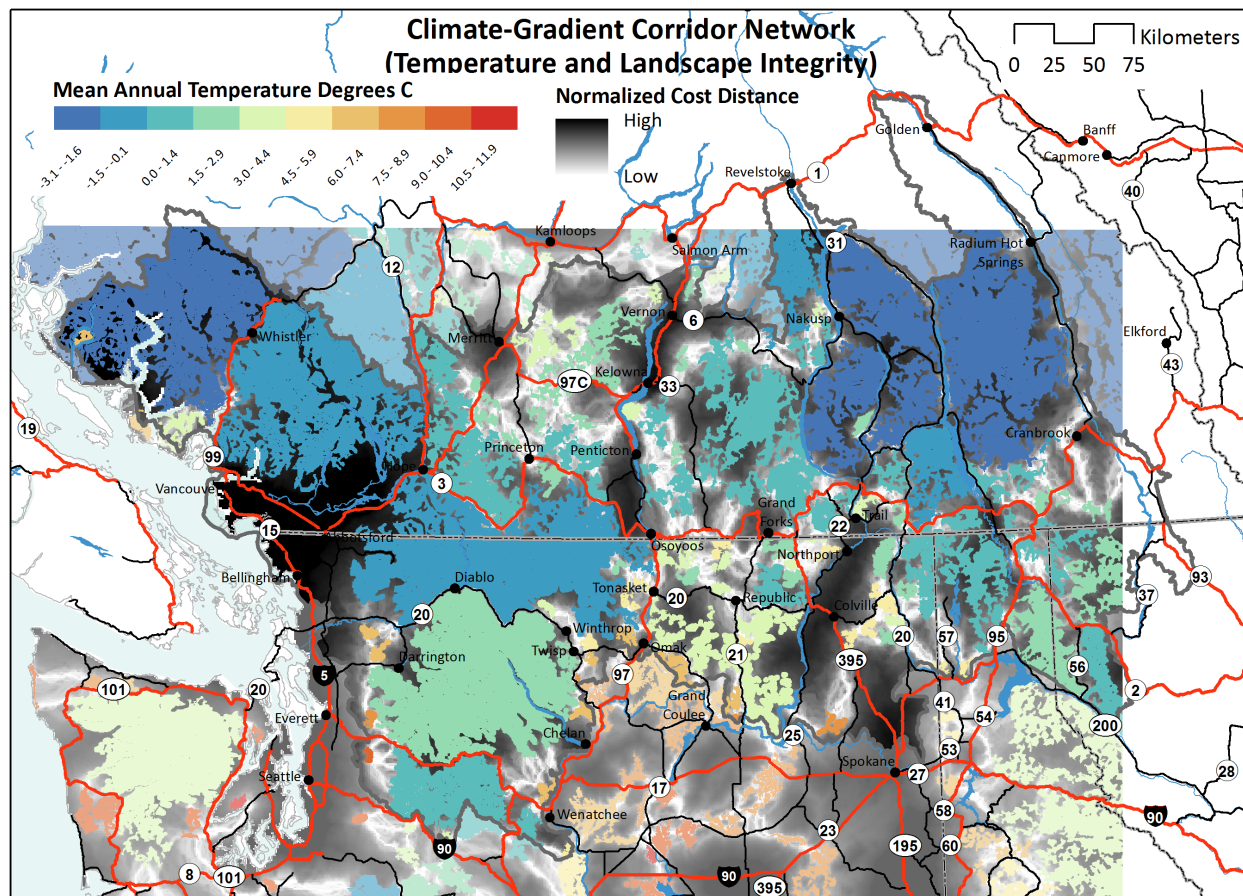 Climate-Gradient Corridor Network
(Temperature and Landscape Integrity)
Kilometers
0 25 50 75
Mean Annual Temperature Degrees C
-3.1 - -1.6
-1.5 - -0.1
0.0 - 1.4
1.5 - 2.9
3.0 - 4.4
4.5 - 5.9
6.0 - 7.4
7.5 - 8.9
9.0 - 10.4
10.5 - 11.9
Normalized Cost Distance
High
Low
Golden
Banff
Canmore
Revelstoke
1
40
Kamloops
Salmon Arm
31
Radium Hot
Springs
12
Vernon
6
Nakusp
Whistler
Merritt
Elkford
43
Kelowna
97C
33
19
99
Hope
Princeton
Penticton
Cranbrook
3
Vancouve
Grand
Forks
Trail
22
15
Abbotsford
Osoyoos
Northport
Bellingham
Diablo
Tonasket
20
Republic
Colville
93
37
20
Winthrop
Twisp
Omak
21
20
57
95
Darrington
395
56
5
97
101
20
Grand
Coulee
41
54
2
200
Everett
Chelan
25
53
Seattle
17
Spokane
27
28
Wenatchee
58
90
23
195
60
90
8
101
90
395